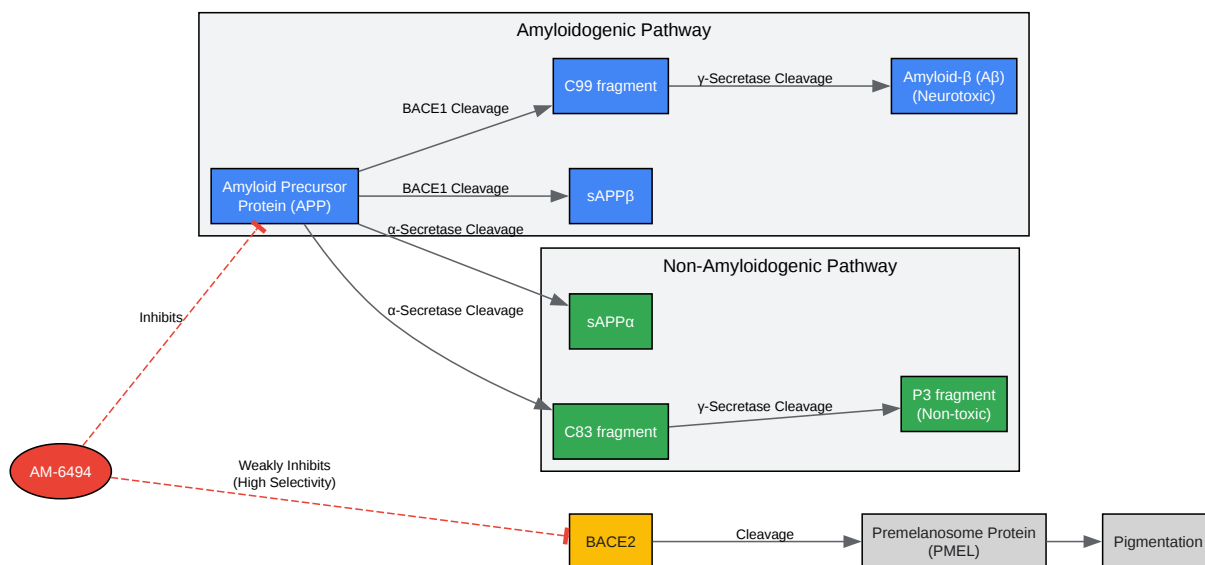 Amyloidogenic Pathway
C99 fragment
γ-Secretase Cleavage
Amyloid-β (Aβ)
(Neurotoxic)
BACE1 Cleavage
Amyloid Precursor
Protein (APP)
BACE1 Cleavage
sAPPβ
α-Secretase Cleavage
Non-Amyloidogenic Pathway
Inhibits
α-Secretase Cleavage
sAPPα
P3 fragment
(Non-toxic)
γ-Secretase Cleavage
C83 fragment
AM-6494
Weakly Inhibits
(High Selectivity)
BACE2
Cleavage
Premelanosome Protein
(PMEL)
Pigmentation